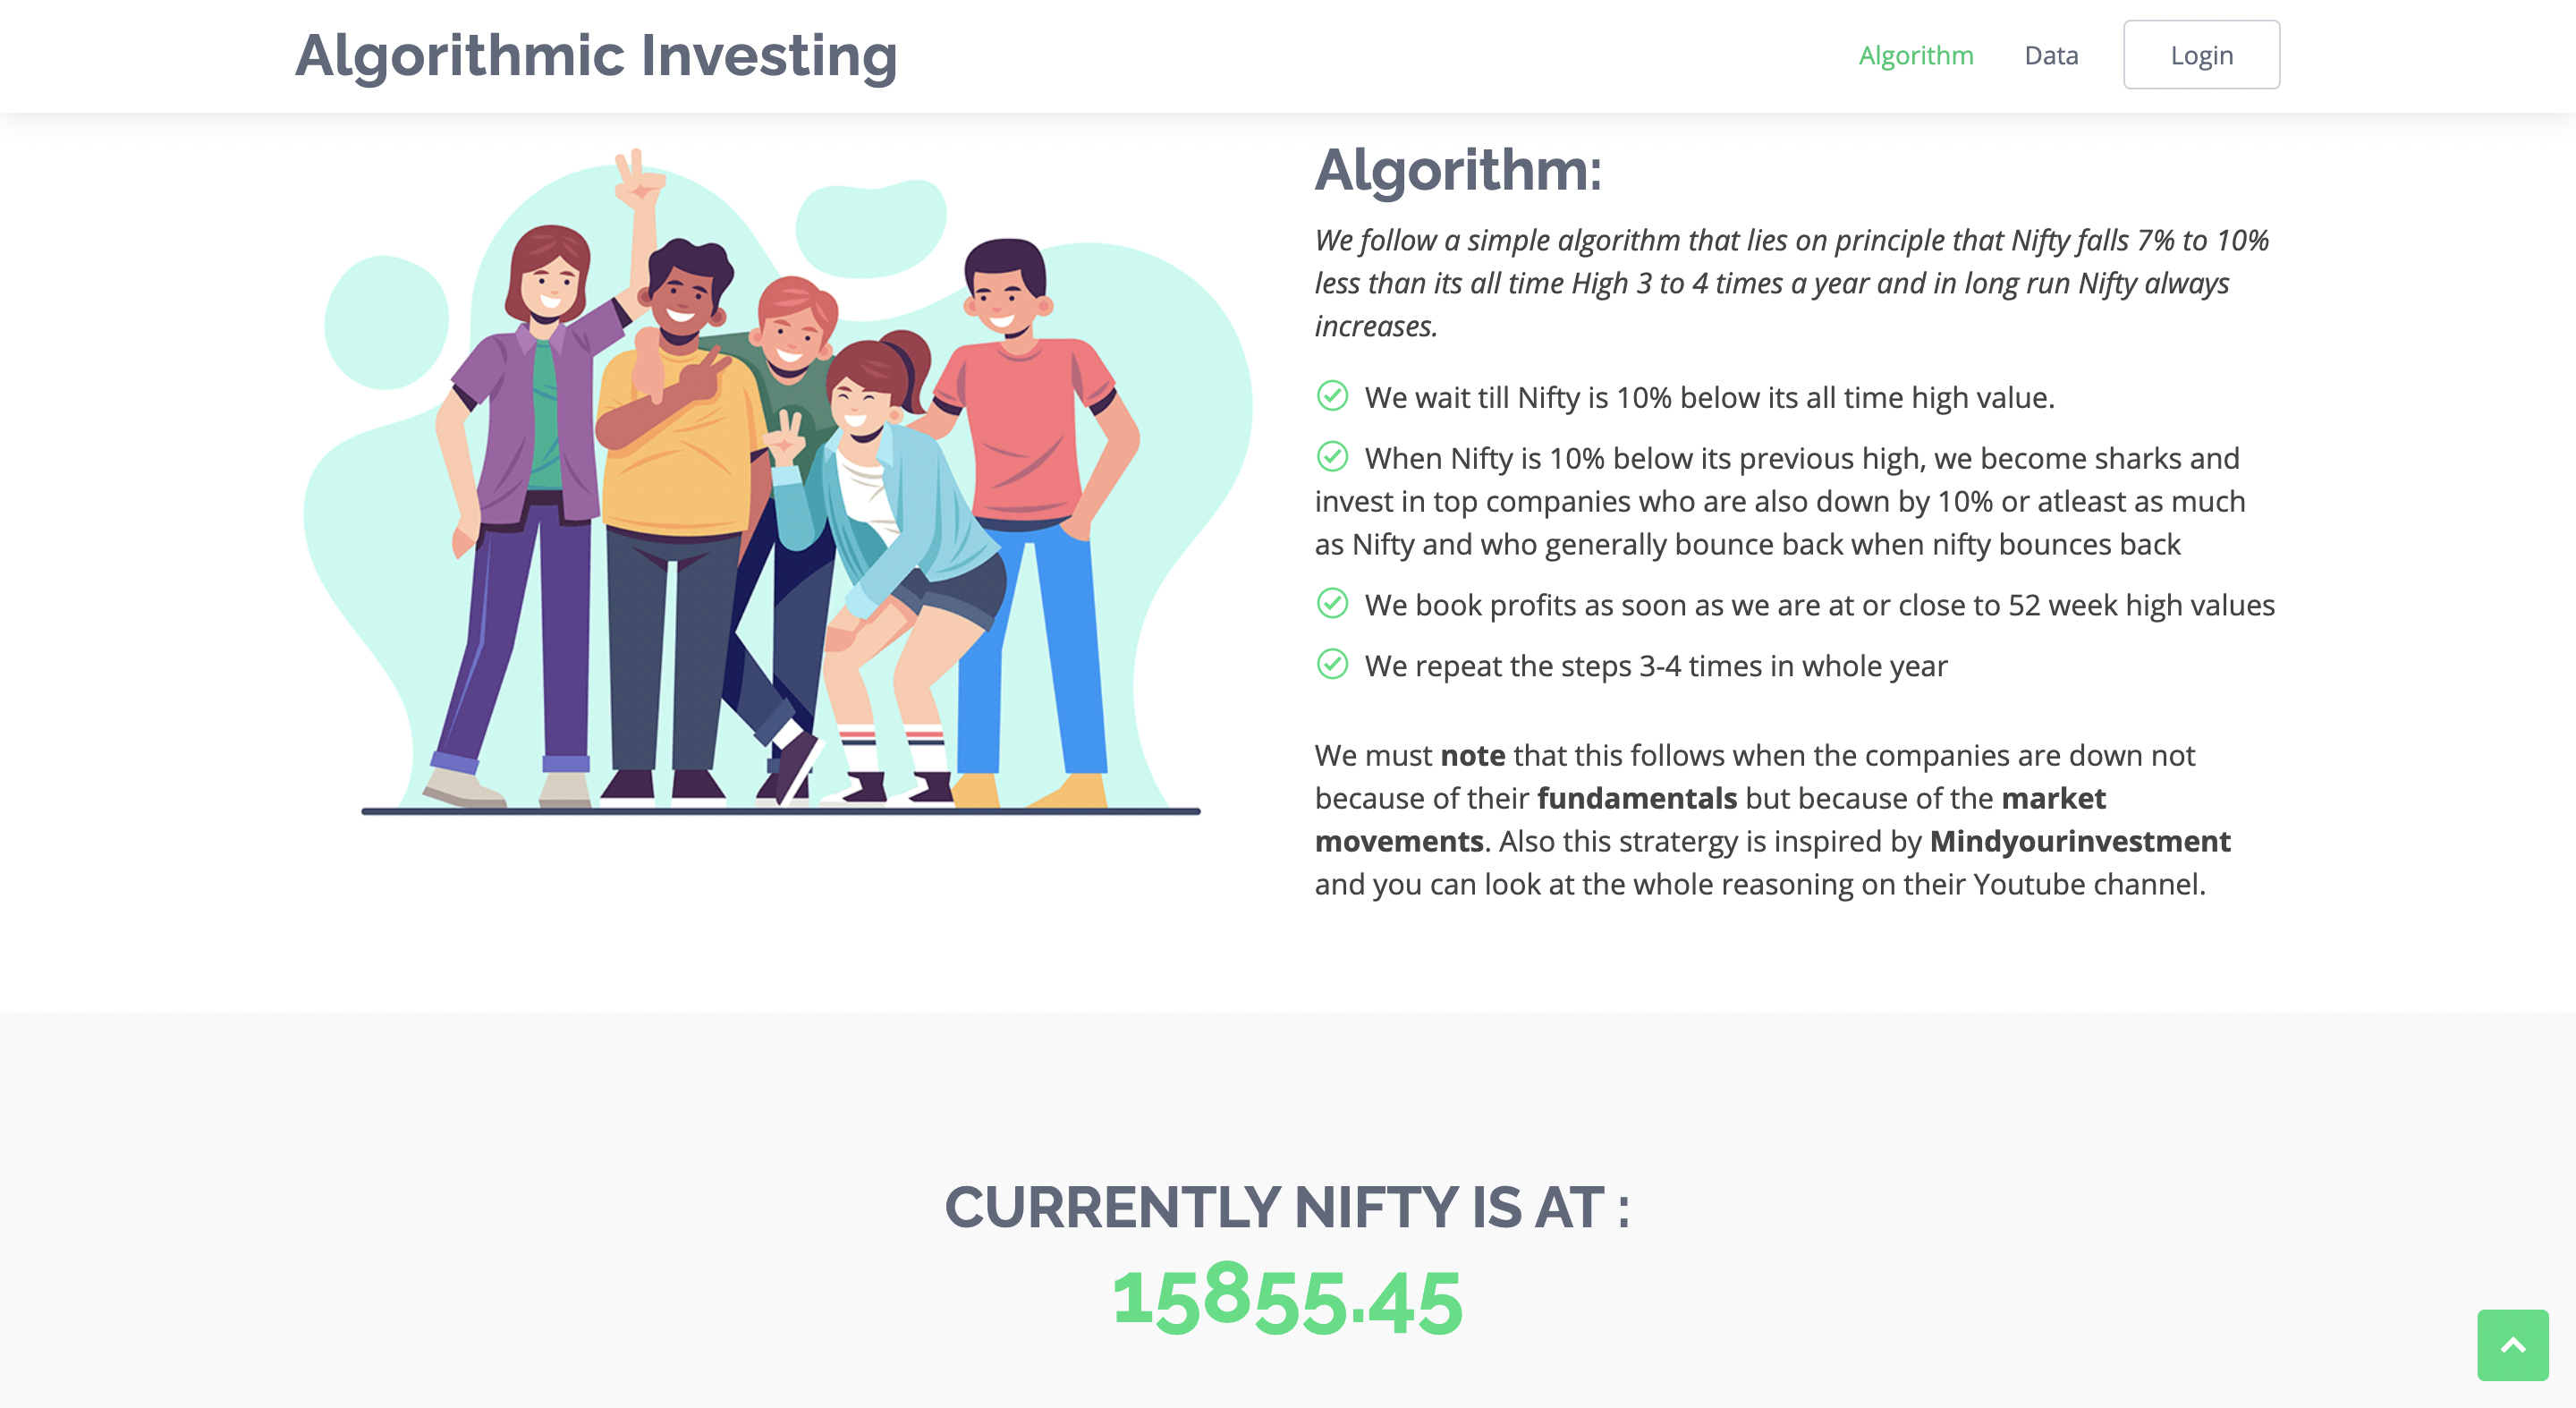 Algorithmic Investing
Algorithm
Data
Login
Algorithm:
We follow a simple algorithm that lies on principle that Nifty falls 7% to 10%
less than its all time High 3 to 4 times a year and in long run Nifty always
increases.
We wait till Nifty is 10% below its all time high value.
When Nifty is 10% below its previous high, we become sharks and
invest in top companies who are also down by 10% or atleast as much
as Nifty and who generally bounce back when nifty bounces back
We book profits as soon as we are at or close to 52 week high values
We repeat the steps 3-4 times in whole year
We must note that this follows when the companies are down not
because of their fundamentals but because of the market
movements. Also this stratergy is inspired by Mindyourinvestment
and you can look at the whole reasoning on their Youtube channel.
CURRENTLY NIFTY IS AT :
15855.45